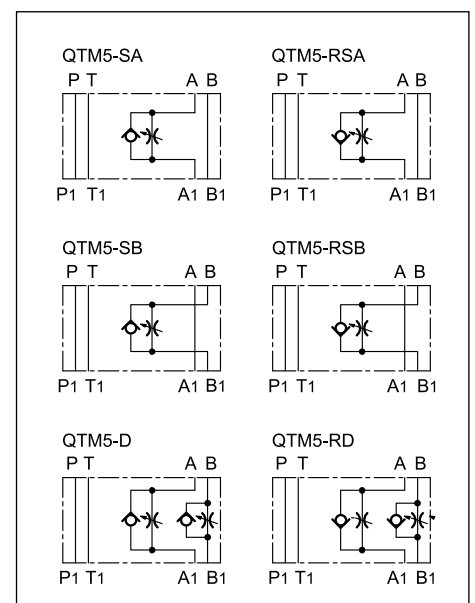 QTM5-SA QTM5-RSA
P T A B P T A B
P1 T1 A1 B1 P1 T1 A1 B1
QTM5-SB QTM5-RSB
P T A B P T A B
P1 T1 A1 B1 P1 T1 A1 B1
QTM5-D QTM5-RD
P T A B P T A B
P1 T1 A1 B1 P1 T1 A1 B1